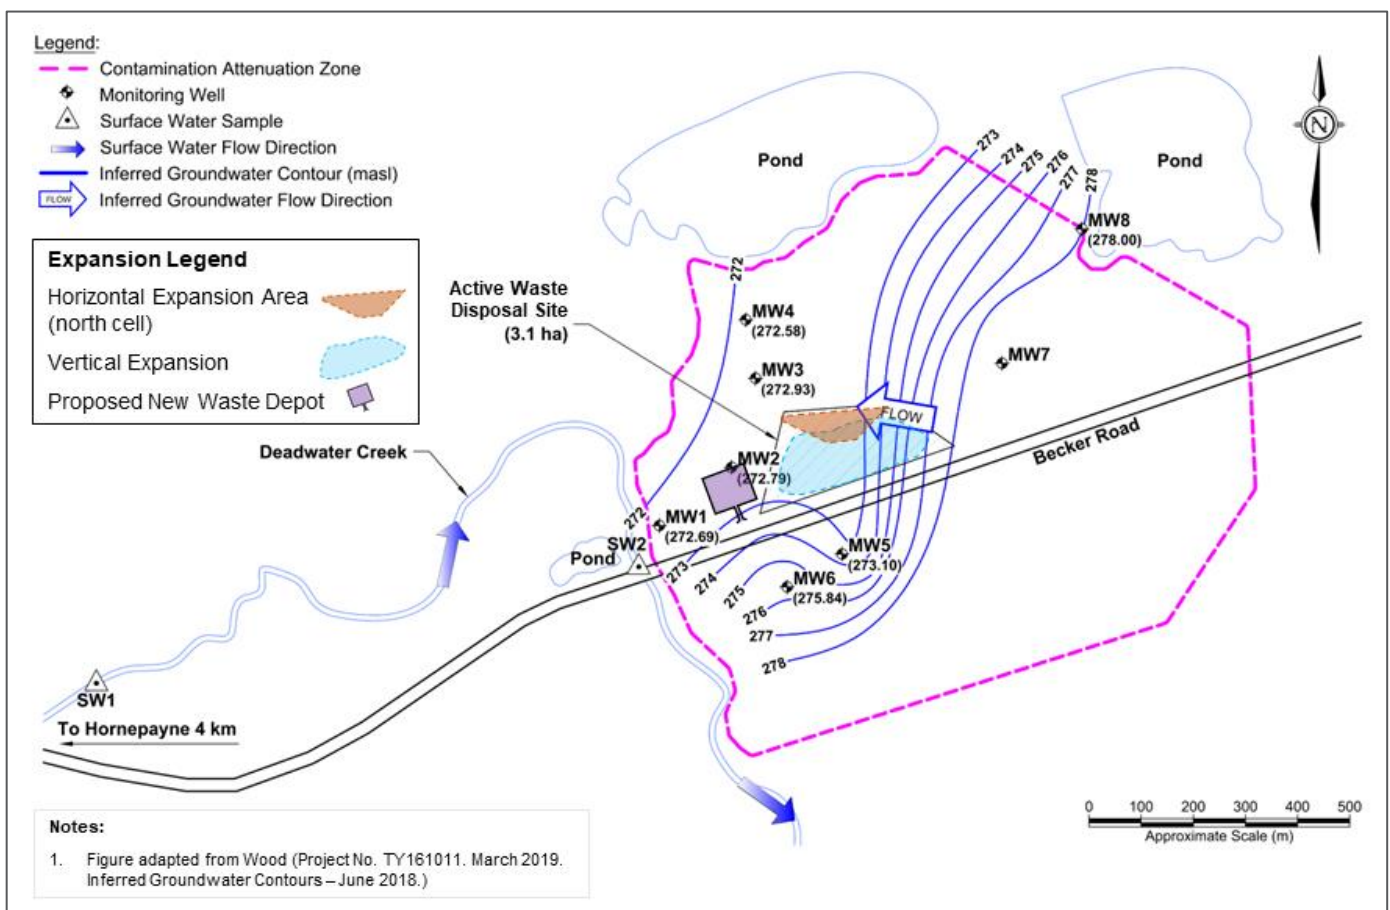 Legend:
Contamination Attenuation Zone
Monitoring Well
Surface Water Sample
Surface Water Flow Direction
Inferred Groundwater Contour (masl)
FLOW
Inferred Groundwater Flow Direction
Expansion Legend
Horizontal Expansion Area
(north cell)
Vertical Expansion
Proposed New Waste Depot
Pond
Pond
N
273
274
275
276
277
278
MW8
(278.00)
272
Active Waste
Disposal Site
(3.1 ha)
MW4
(272.58)
MW3
(272.93)
MW7
FLOW
Becker Road
Deadwater Creek
MW2
(272.79)
272
MW1
(272.69)
SW2
Pond
273
274
275
276
277
278
MW5
(273.10)
MW6
(275.84)
SW1
To Hornepayne 4 km
0 100 200 300 400 500
Approximate Scale (m)
Notes:
1. Figure adapted from Wood (Project No. TY161011. March 2019.
Inferred Groundwater Contours – June 2018.)